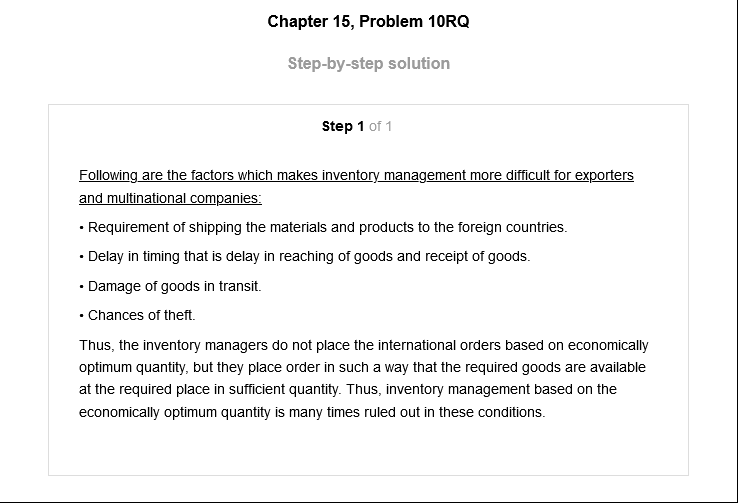 Chapter 15, Problem 10RQ
Step-by-step solution
Step 1 of 1
Following are the factors which makes inventory management more difficult for exporters
and multinational companies:
• Requirement of shipping the materials and products to the foreign countries.
• Delay in timing that is delay in reaching of goods and receipt of goods.
• Damage of goods in transit.
• Chances of theft.
Thus, the inventory managers do not place the international orders based on economically
optimum quantity, but they place order in such a way that the required goods are available
at the required place in sufficient quantity. Thus, inventory management based on the
economically optimum quantity is many times ruled out in these conditions.